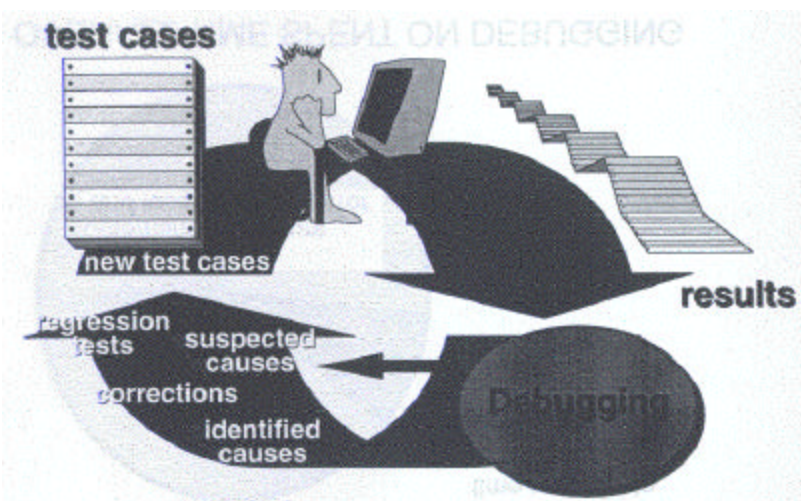 test cases
new test cases
results
regression
tests
suspected
causes
corrections
identified
causes
Debugging